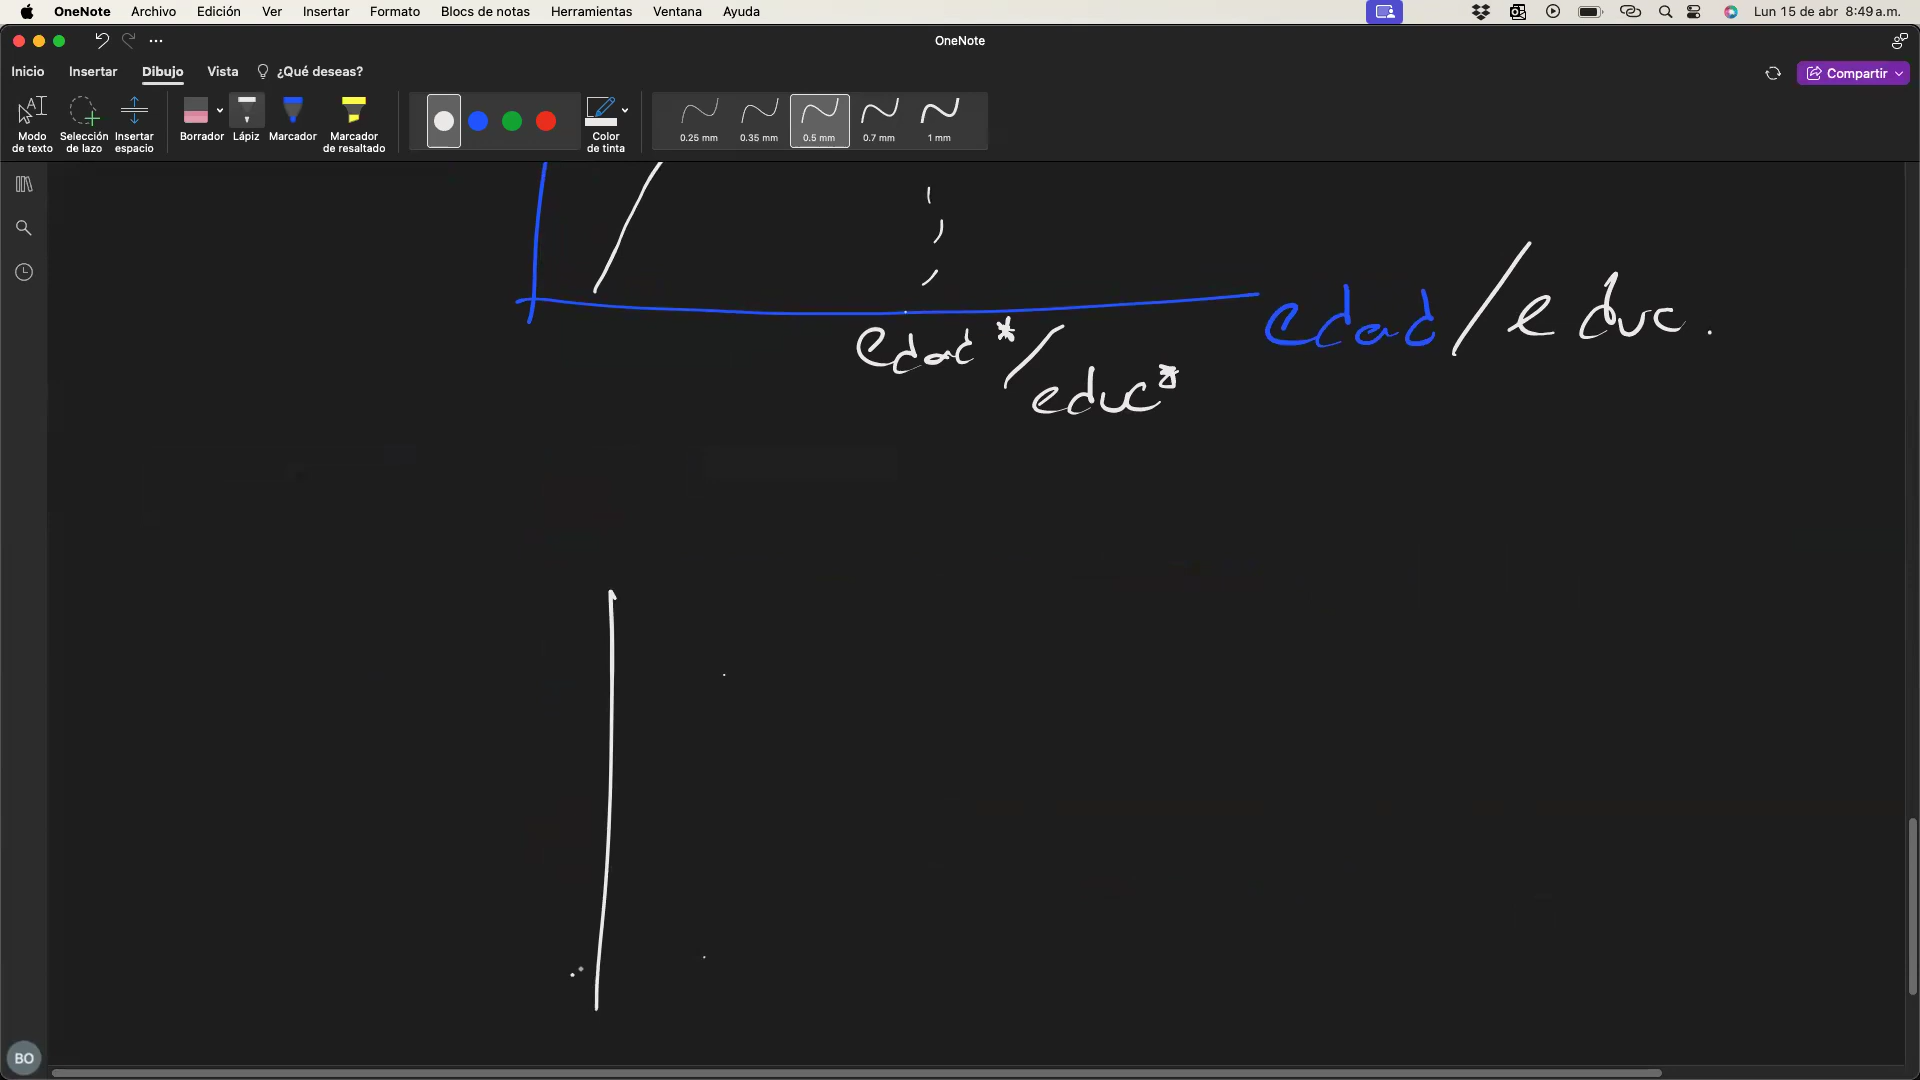 OneNote Archivo Edición Ver Insertar Formato Blocs de notas Herramientas Ventana Ayuda Lun 15 de abr 8:49 a.m.
OneNote
Inicio Insertar Dibujo Vista ¿Qué deseas? Compartir
Modo de texto
Selección de lazo
Insertar espacio
Borrador
Lápiz
Marcador
Marcador de resaltado
Color de tinta
0.25 mm 0.35 mm 0.5 mm 0.7 mm 1 mm
edad/educ.
edad*/educ*
BO